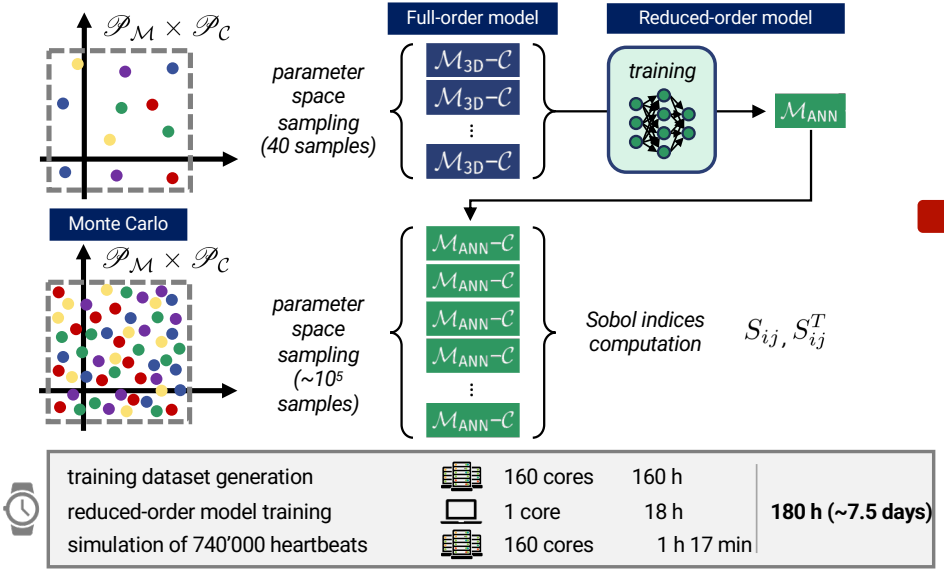 Full-order model
Reduced-order model
𝒫_ℳ × 𝒫_𝒞
parameter
space
sampling
(40 samples)
ℳ_3D–𝒞
ℳ_3D–𝒞
⋮
ℳ_3D–𝒞
training
ℳ_ANN
Monte Carlo
𝒫_ℳ × 𝒫_𝒞
parameter
space
sampling
(~10⁵
samples)
ℳ_ANN–𝒞
ℳ_ANN–𝒞
ℳ_ANN–𝒞
ℳ_ANN–𝒞
⋮
ℳ_ANN–𝒞
Sobol indices
computation
S_ij, S_ij^T
training dataset generation 160 cores 160 h
reduced-order model training 1 core 18 h 180 h (~7.5 days)
simulation of 740'000 heartbeats 160 cores 1 h 17 min